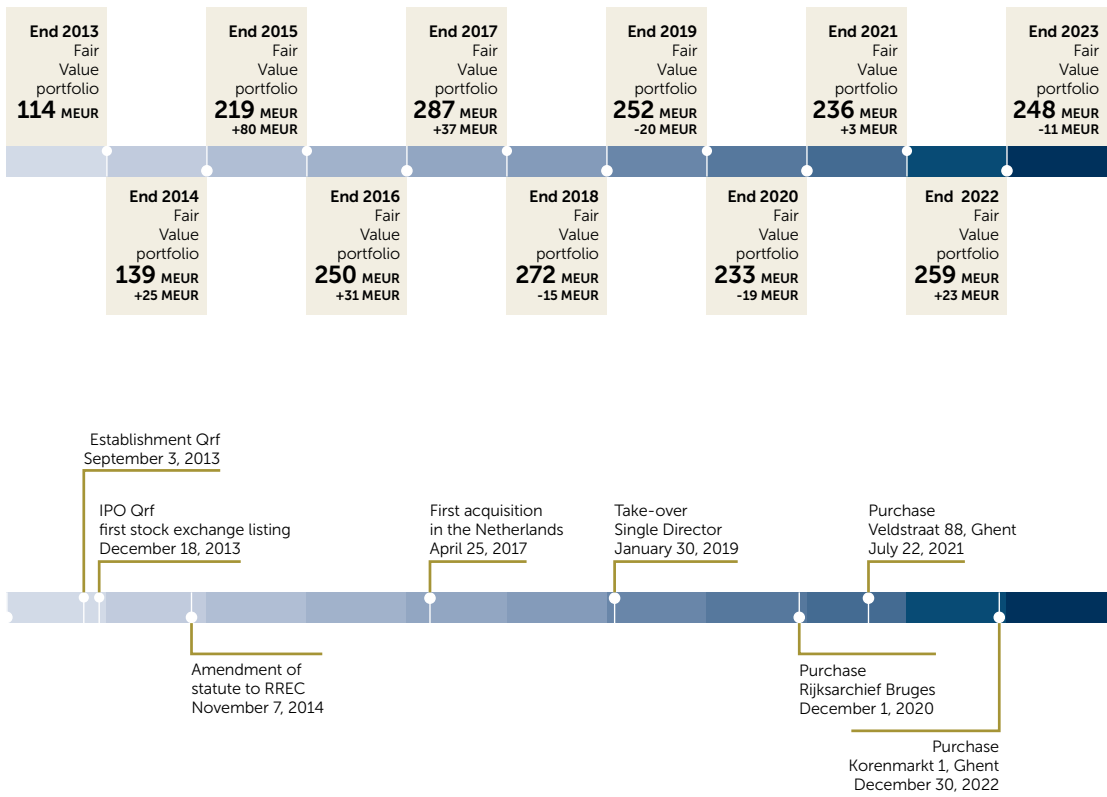 End 2013
Fair
Value
portfolio
114 MEUR
End 2015
Fair
Value
portfolio
219 MEUR
+80 MEUR
End 2017
Fair
Value
portfolio
287 MEUR
+37 MEUR
End 2019
Fair
Value
portfolio
252 MEUR
-20 MEUR
End 2021
Fair
Value
portfolio
236 MEUR
+3 MEUR
End 2023
Fair
Value
portfolio
248 MEUR
-11 MEUR
End 2014
Fair
Value
portfolio
139 MEUR
+25 MEUR
End 2016
Fair
Value
portfolio
250 MEUR
+31 MEUR
End 2018
Fair
Value
portfolio
272 MEUR
-15 MEUR
End 2020
Fair
Value
portfolio
233 MEUR
-19 MEUR
End 2022
Fair
Value
portfolio
259 MEUR
+23 MEUR
Establishment Qrf
September 3, 2013
IPO Qrf
first stock exchange listing
December 18, 2013
First acquisition
in the Netherlands
April 25, 2017
Take-over
Single Director
January 30, 2019
Purchase
Veldstraat 88, Ghent
July 22, 2021
Amendment of
statute to RREC
November 7, 2014
Purchase
Rijksarchief Bruges
December 1, 2020
Purchase
Korenmarkt 1, Ghent
December 30, 2022